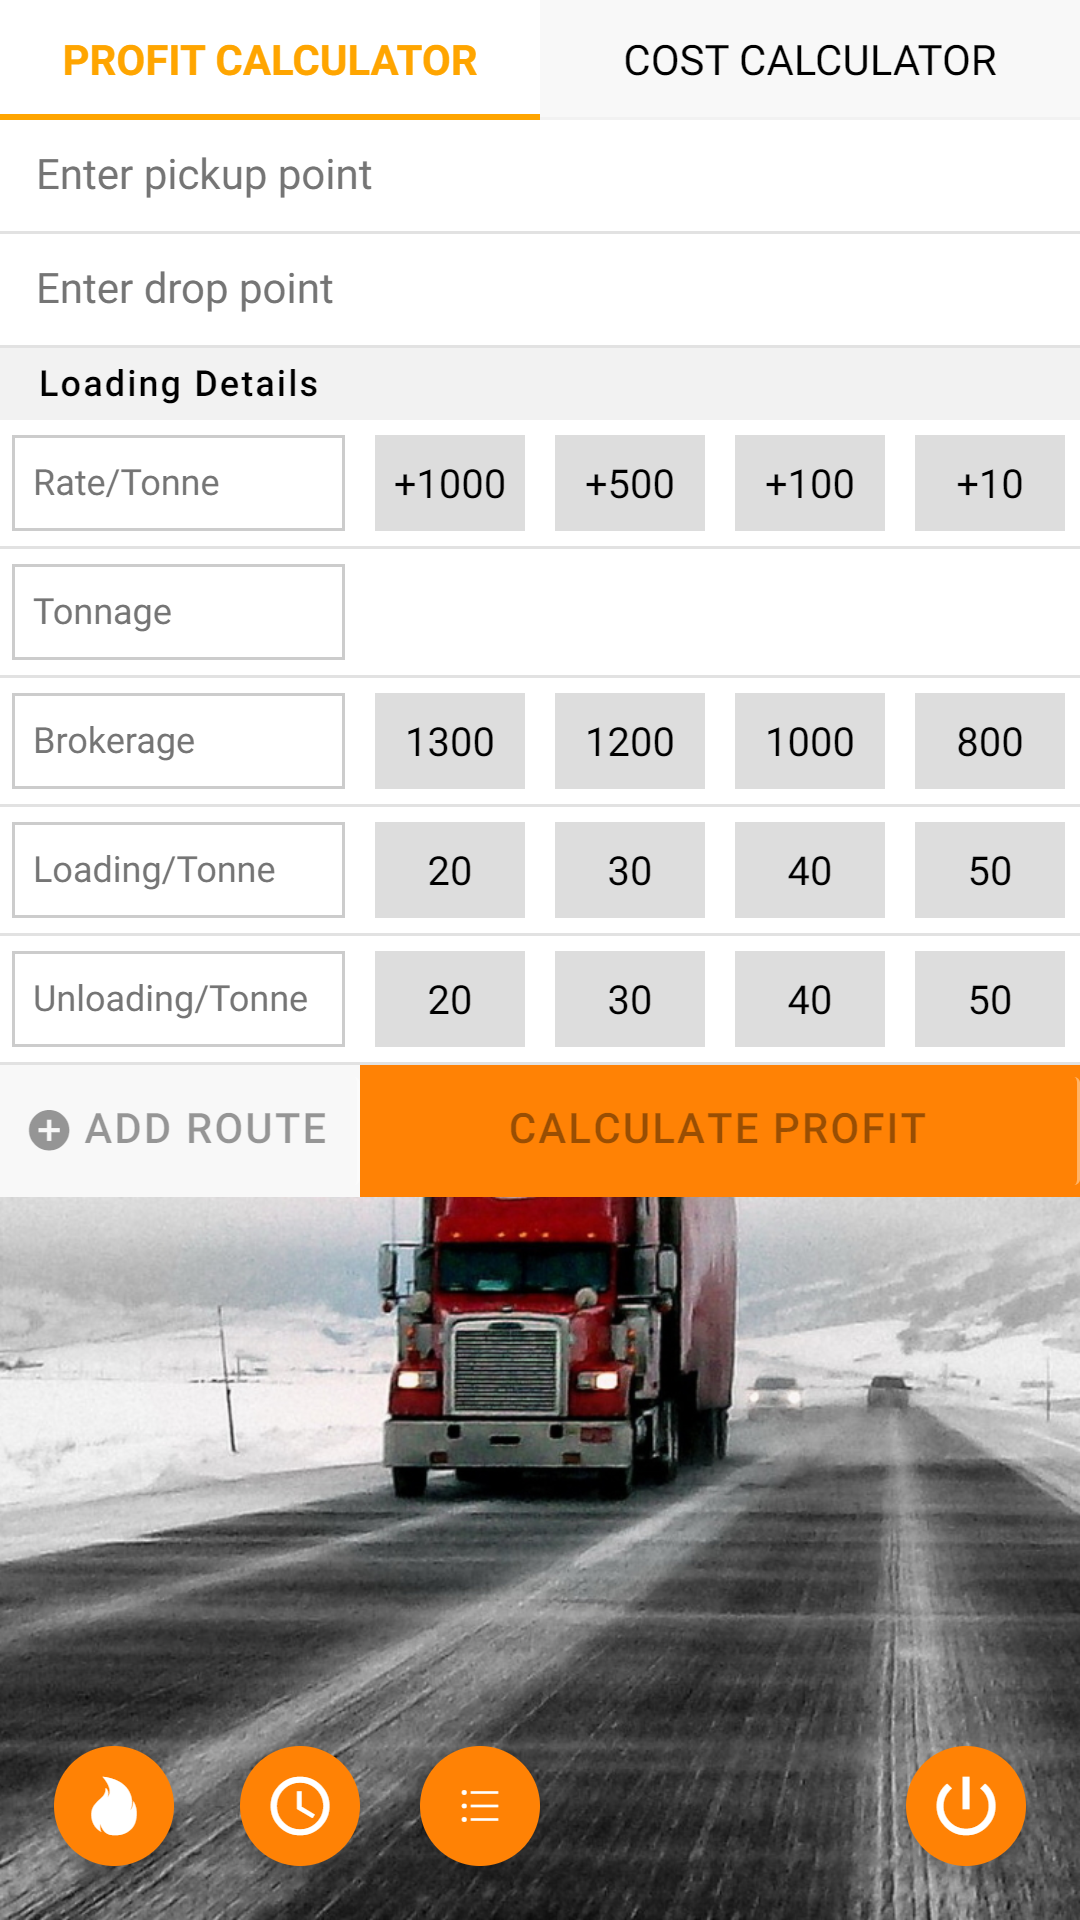 PROFIT CALCULATOR COST CALCULATOR
Enter pickup point
Enter drop point
Loading Details
Rate/Tonne +1000 +500 +100 +10
Tonnage
Brokerage 1300 1200 1000 800
Loading/Tonne 20 30 40 50
Unloading/Tonne 20 30 40 50
ADD ROUTE CALCULATE PROFIT